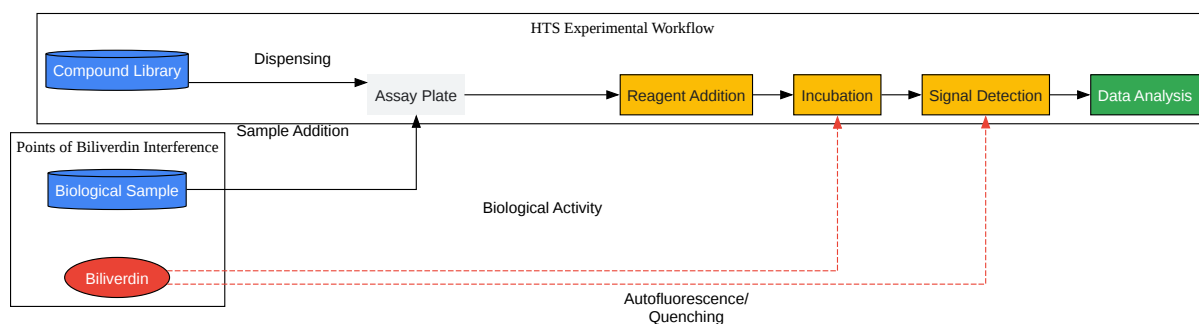 HTS Experimental Workflow
Compound Library
Dispensing
Assay Plate
Reagent Addition
Incubation
Signal Detection
Data Analysis
Sample Addition
Points of Biliverdin Interference
Biological Sample
Biological Activity
Biliverdin
Autofluorescence/
Quenching